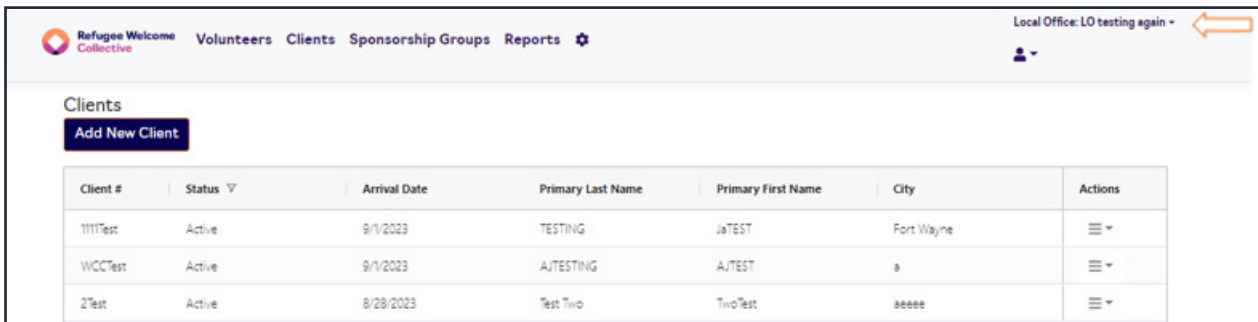 Local Office: LO testing again
Refugee Welcome
Collective
Volunteers Clients Sponsorship Groups Reports
Clients
Add New Client
Client # Status Arrival Date Primary Last Name Primary First Name City Actions
1111Test Active 9/1/2023 TESTING JaTEST Fort Wayne
WCCTest Active 9/1/2023 AJTESTING AJTEST a
2Test Active 8/28/2023 Test Two TwoTest aeeee